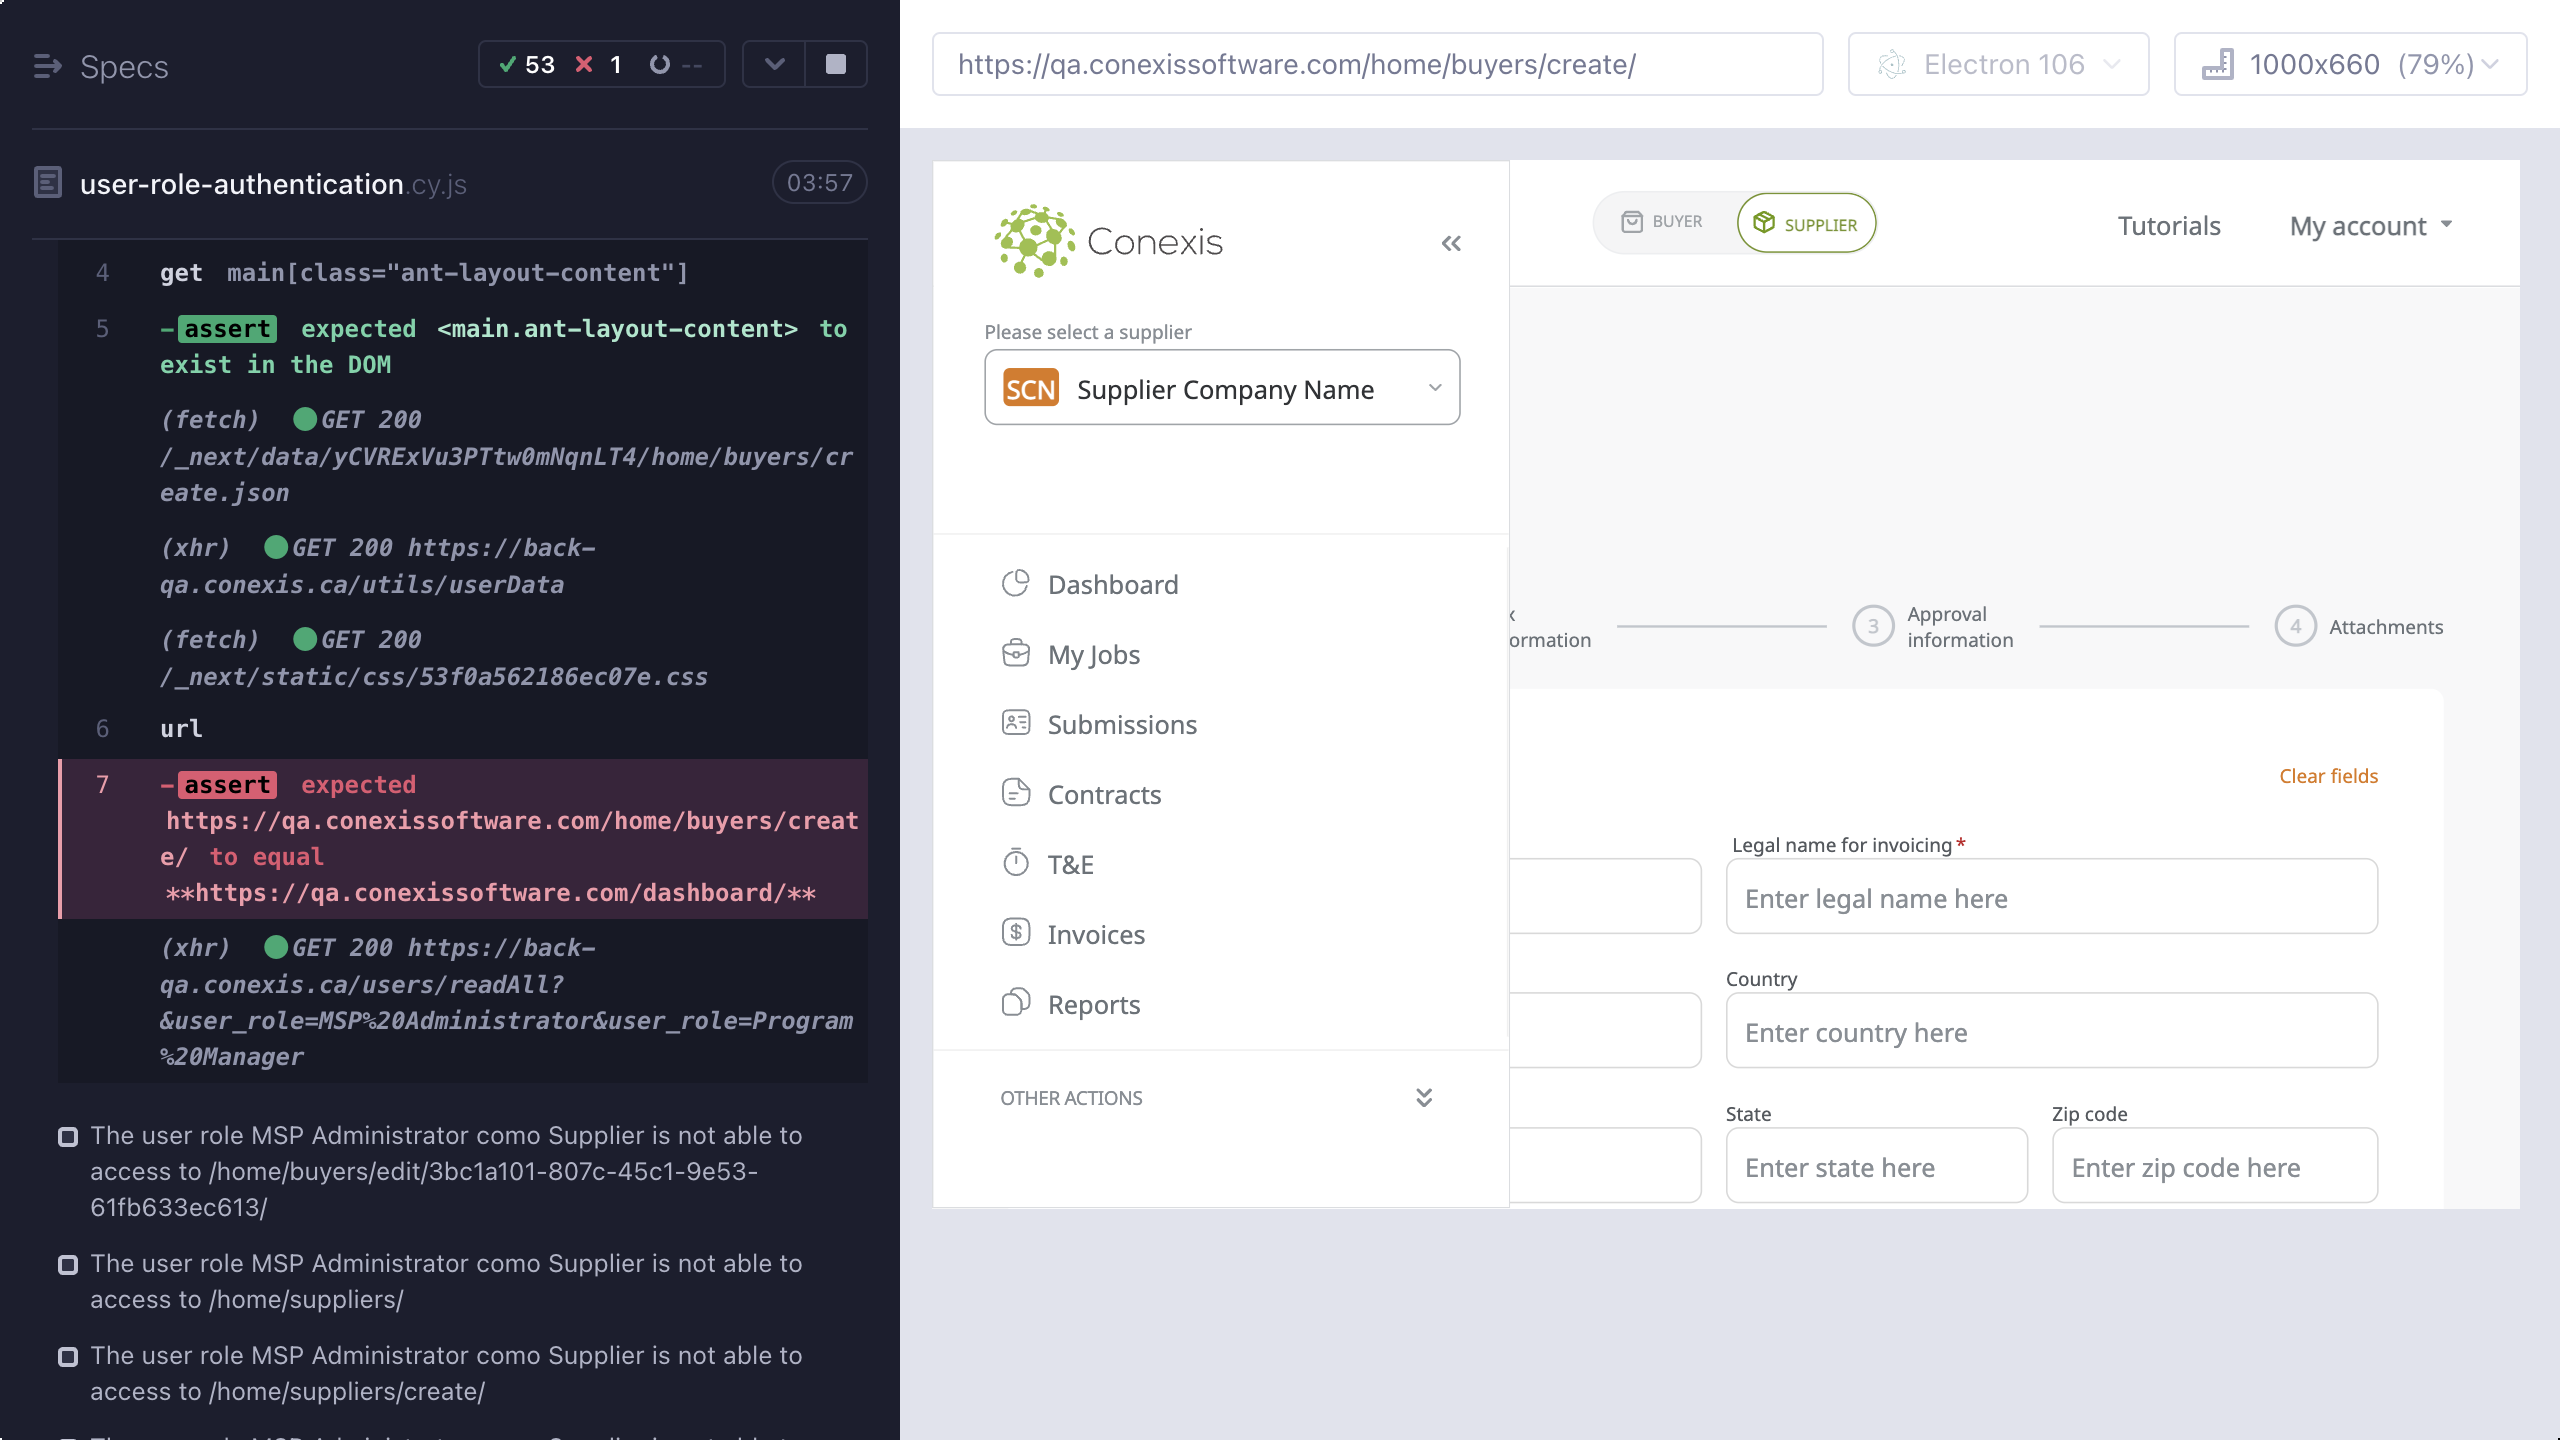 Specs
53 1 --
user-role-authentication.cy.js
03:57
4 get main[class="ant-layout-content"]
5 -assert expected <main.ant-layout-content> to
exist in the DOM
(fetch) GET 200
/_next/data/yCVRExVu3PTtw0mNqnLT4/home/buyers/cr
eate.json
(xhr) GET 200 https://back-
qa.conexis.ca/utils/userData
(fetch) GET 200
/_next/static/css/53f0a562186ec07e.css
6 url
7 -assert expected
https://qa.conexissoftware.com/home/buyers/creat
e/ to equal
**https://qa.conexissoftware.com/dashboard/**
(xhr) GET 200 https://back-
qa.conexis.ca/users/readAll?
&user_role=MSP%20Administrator&user_role=Program
%20Manager
The user role MSP Administrator como Supplier is not able to
access to /home/buyers/edit/3bc1a101-807c-45c1-9e53-
61fb633ec613/
The user role MSP Administrator como Supplier is not able to
access to /home/suppliers/
The user role MSP Administrator como Supplier is not able to
access to /home/suppliers/create/
https://qa.conexissoftware.com/home/buyers/create/
Electron 106
1000x660 (79%)
Conexis
BUYER
SUPPLIER
Tutorials
My account
Please select a supplier
SCN Supplier Company Name
Dashboard
My Jobs
Submissions
Contracts
T&E
Invoices
Reports
OTHER ACTIONS
ormation
3 Approval
information
4 Attachments
Clear fields
Legal name for invoicing*
Enter legal name here
Country
Enter country here
State
Zip code
Enter state here
Enter zip code here